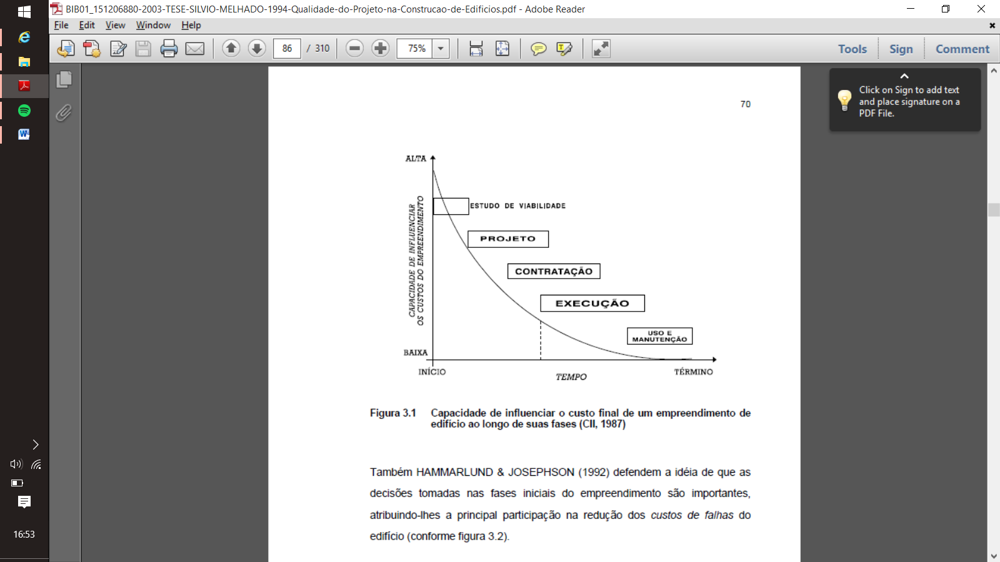 BIB01_151206880-2003-TESE-SILVIO-MELHADO-1994-Qualidade-do-Projeto-na-Construcao-de-Edificios.pdf - Adobe Reader
File Edit View Window Help
86 / 310 75% Tools Sign Comment
Click on Sign to add text
and place signature on a
PDF File.
70
ALTA
CAPACIDADE DE INFLUENCIAR
OS CUSTOS DO EMPREENDIMENTO
ESTUDO DE VIABILIDADE
PROJETO
CONTRATAÇÃO
EXECUÇÃO
USO E
MANUTENÇÃO
BAIXA
INÍCIO
TEMPO
TÉRMINO
Figura 3.1 Capacidade de influenciar o custo final de um empreendimento de
edifício ao longo de suas fases (CII, 1987)
Também HAMMARLUND & JOSEPHSON (1992) defendem a idéia de que as
decisões tomadas nas fases iniciais do empreendimento são importantes,
atribuindo-lhes a principal participação na redução dos custos de falhas do
edifício (conforme figura 3.2).
16:53